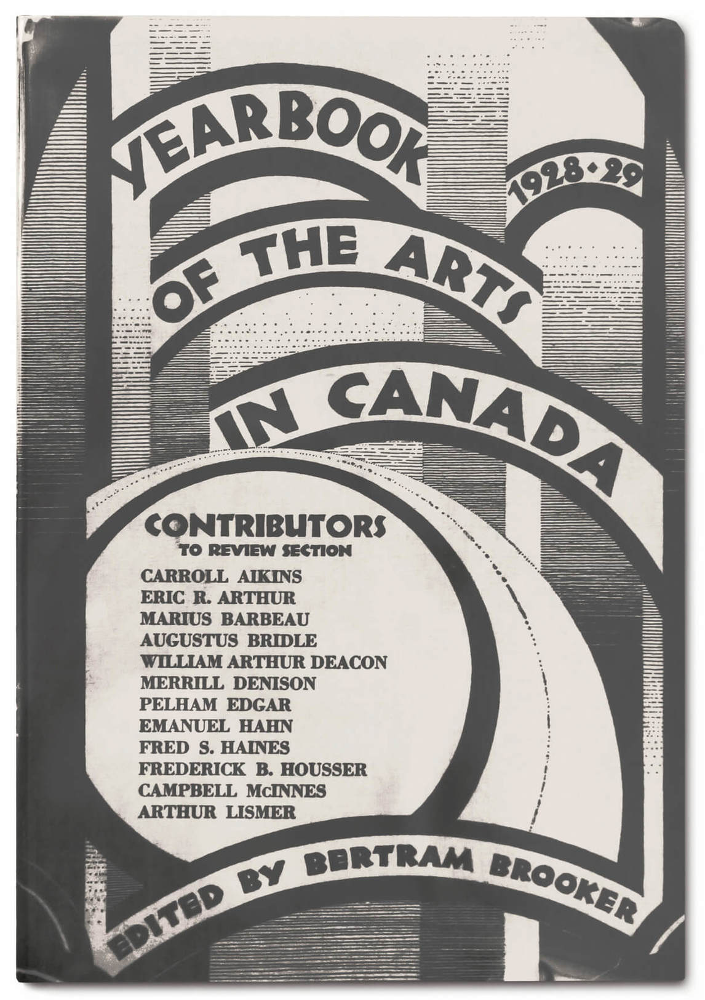 YEARBOOK
1928 • 29
OF THE ARTS
IN CANADA
CONTRIBUTORS
TO REVIEW SECTION
CARROLL AIKINS
ERIC R. ARTHUR
MARIUS BARBEAU
AUGUSTUS BRIDLE
WILLIAM ARTHUR DEACON
MERRILL DENISON
PELHAM EDGAR
EMANUEL HAHN
FRED S. HAINES
FREDERICK B. HOUSSER
CAMPBELL McINNES
ARTHUR LISMER
EDITED BY BERTRAM BROOKER